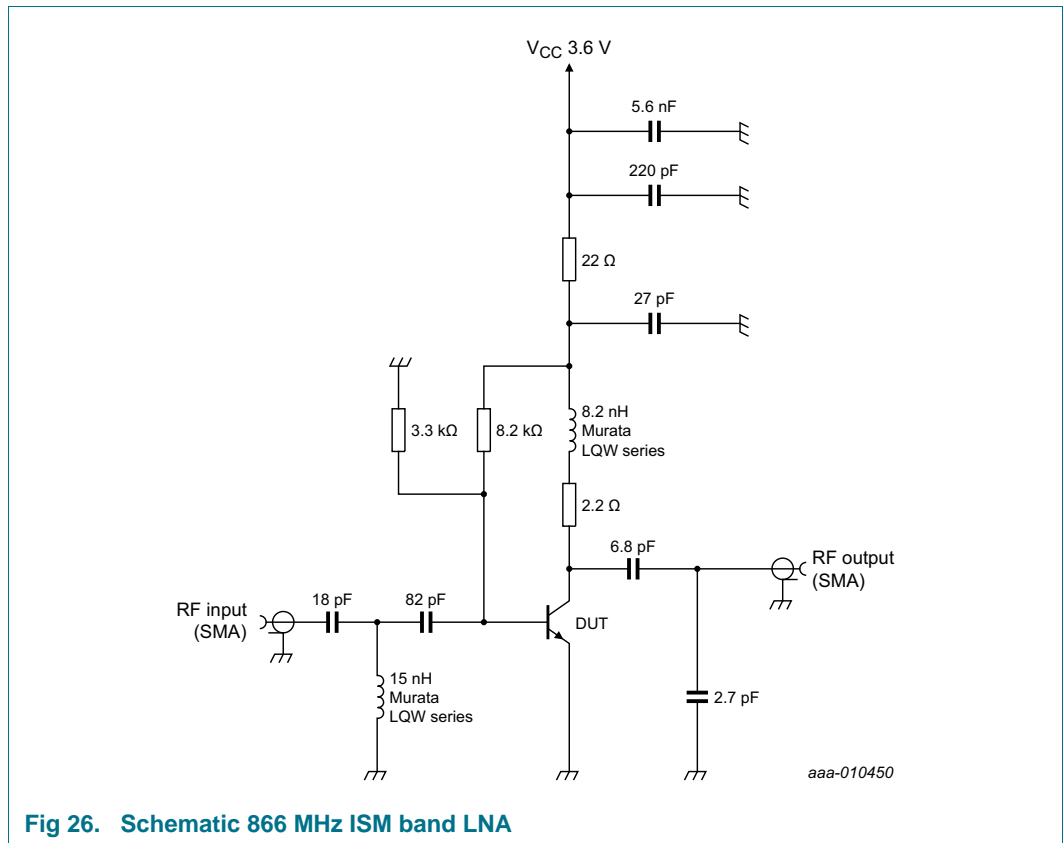 VCC 3.6 V
5.6 nF
220 pF
22 Ω
27 pF
3.3 kΩ
8.2 kΩ
8.2 nH
Murata
LQW series
2.2 Ω
6.8 pF
RF output
(SMA)
RF input
(SMA)
18 pF
82 pF
DUT
15 nH
Murata
LQW series
2.7 pF
aaa-010450
Fig 26. Schematic 866 MHz ISM band LNA